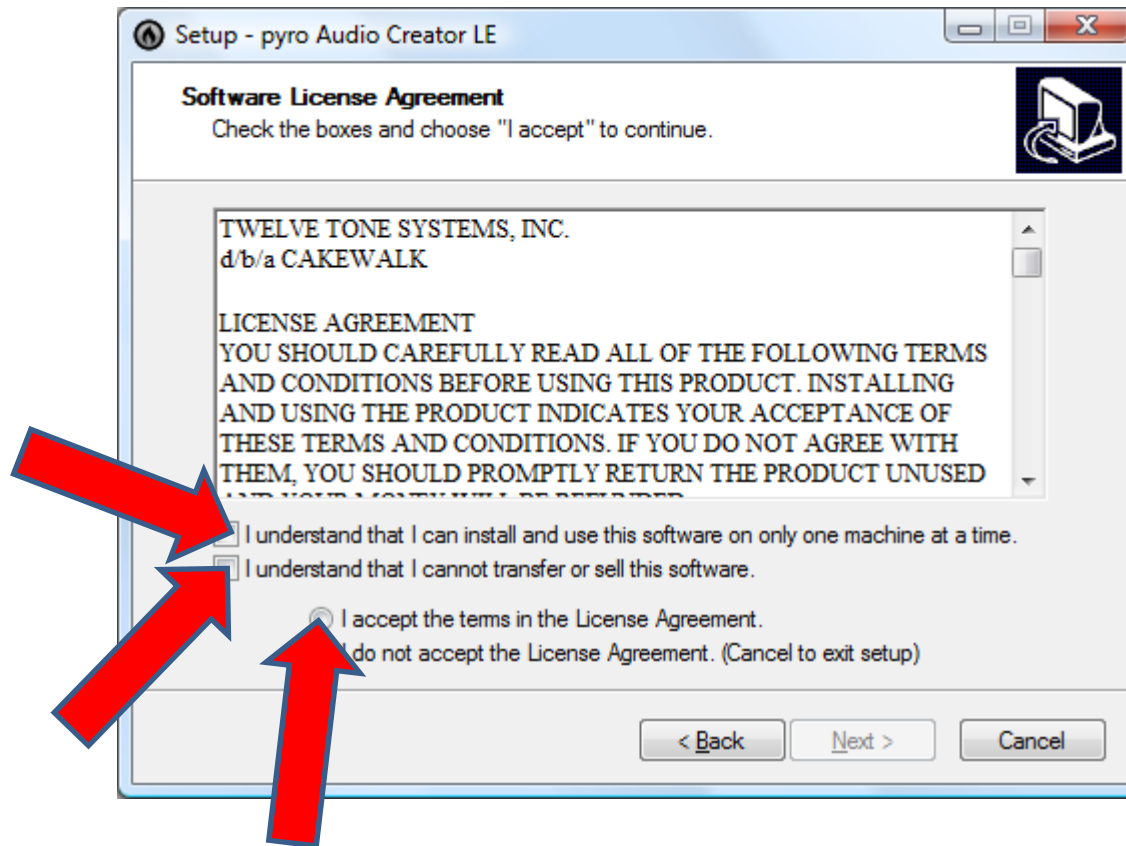 Setup - pyro Audio Creator LE
Software License Agreement
Check the boxes and choose "I accept" to continue.
TWELVE TONE SYSTEMS, INC.
d/b/a CAKEWALK
LICENSE AGREEMENT
YOU SHOULD CAREFULLY READ ALL OF THE FOLLOWING TERMS
AND CONDITIONS BEFORE USING THIS PRODUCT. INSTALLING
AND USING THE PRODUCT INDICATES YOUR ACCEPTANCE OF
THESE TERMS AND CONDITIONS. IF YOU DO NOT AGREE WITH
THEM, YOU SHOULD PROMPTLY RETURN THE PRODUCT UNUSED
I understand that I can install and use this software on only one machine at a time.
I understand that I cannot transfer or sell this software.
I accept the terms in the License Agreement.
I do not accept the License Agreement. (Cancel to exit setup)
< Back
Next >
Cancel